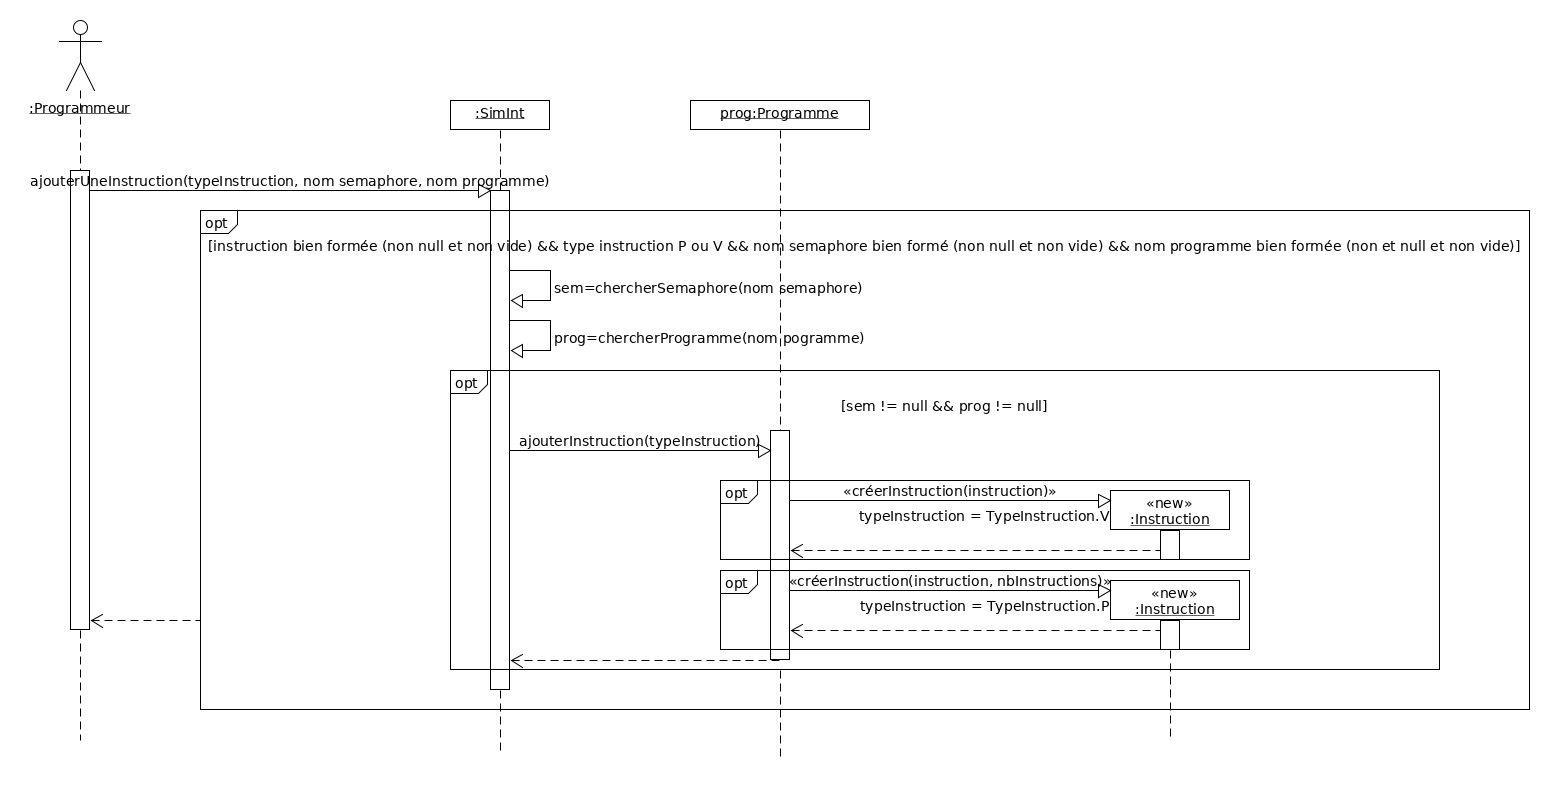 :Programmeur
:SimInt
prog:Programme
ajouterUneInstruction(typeInstruction, nom semaphore, nom programme)
opt
[instruction bien formée (non null et non vide) && type instruction P ou V && nom semaphore bien formé (non null et non vide) && nom programme bien formée (non et null et non vide)]
sem=chercherSemaphore(nom semaphore)
prog=chercherProgramme(nom pogramme)
opt
[sem != null && prog != null]
ajouterInstruction(typeInstruction)
opt
«créerInstruction(instruction)»
typeInstruction = TypeInstruction.V
«new»
:Instruction
opt
«créerInstruction(instruction, nbInstructions)»
typeInstruction = TypeInstruction.P
«new»
:Instruction